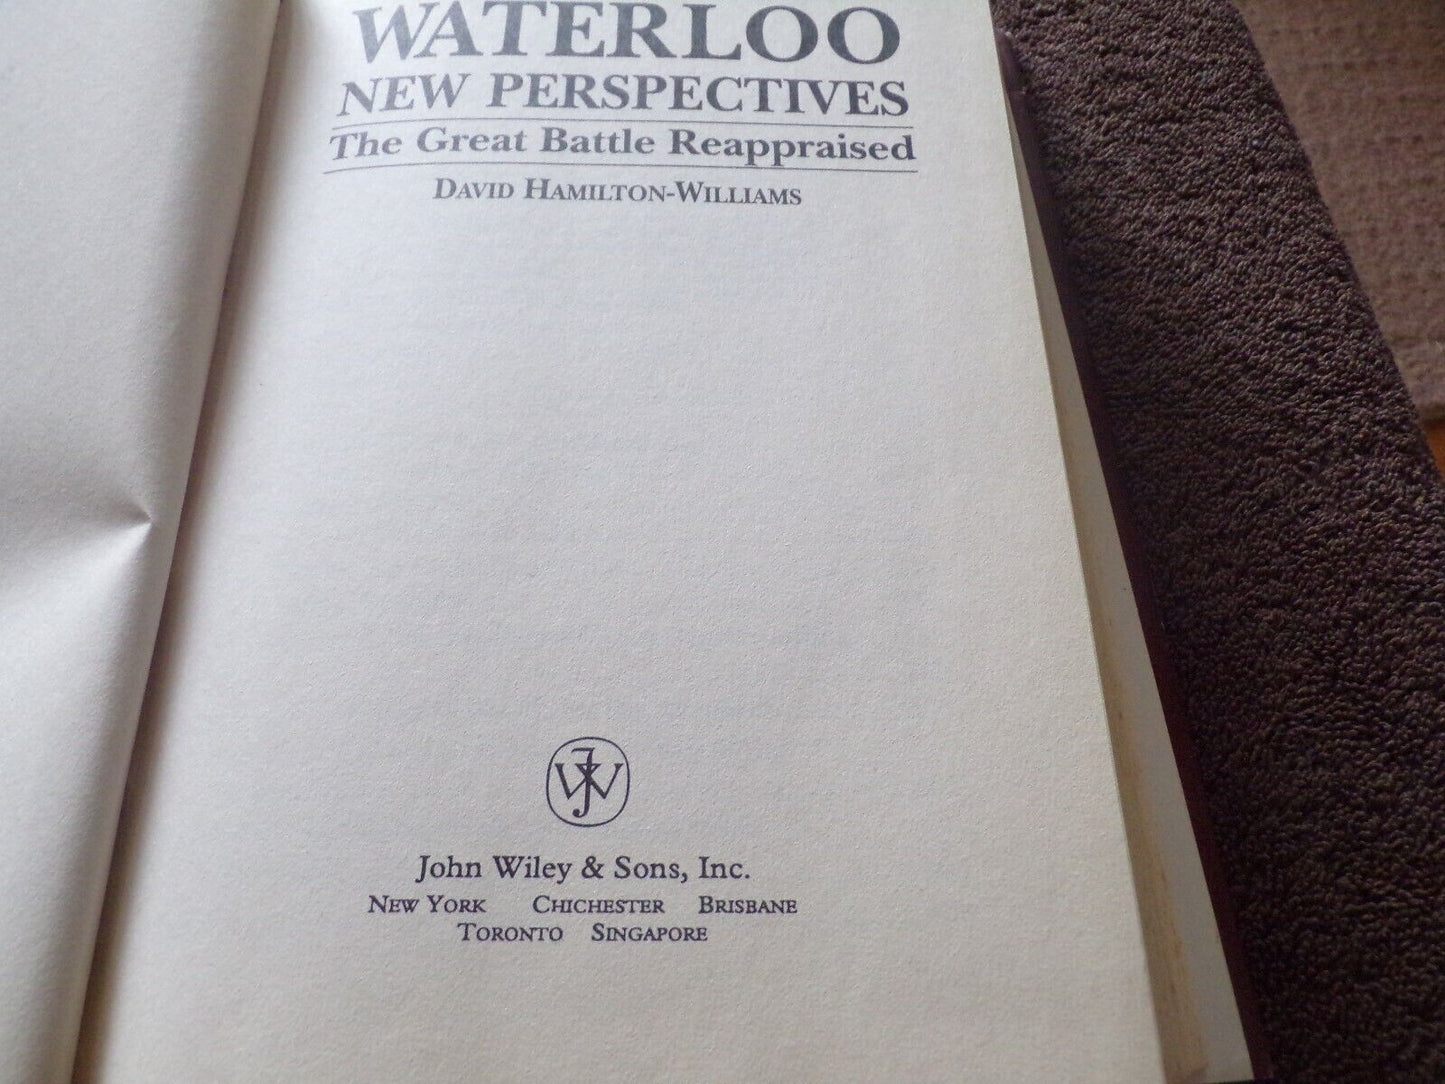 WATERLOO
NEW PERSPECTIVES
The Great Battle Reappraised
DAVID HAMILTON-WILLIAMS
JW
John Wiley & Sons, Inc.
NEW YORK CHICHESTER BRISBANE
TORONTO SINGAPORE